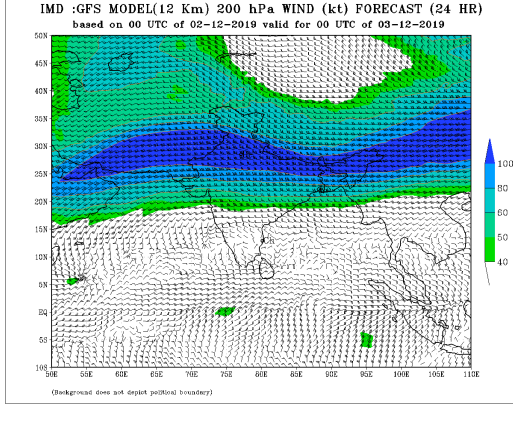 IMD :GFS MODEL(12 Km) 200 hPa WIND (kt) FORECAST (24 HR)
based on 00 UTC of 02-12-2019 valid for 00 UTC of 03-12-2019
50N
45N
40N
35N
30N
25N
20N
15N
10N
5N
EQ
5S
10S
50E 55E 60E 65E 70E 75E 80E 85E 90E 95E 100E 105E 110E
100
80
60
50
40
(Background does not depict political boundary)